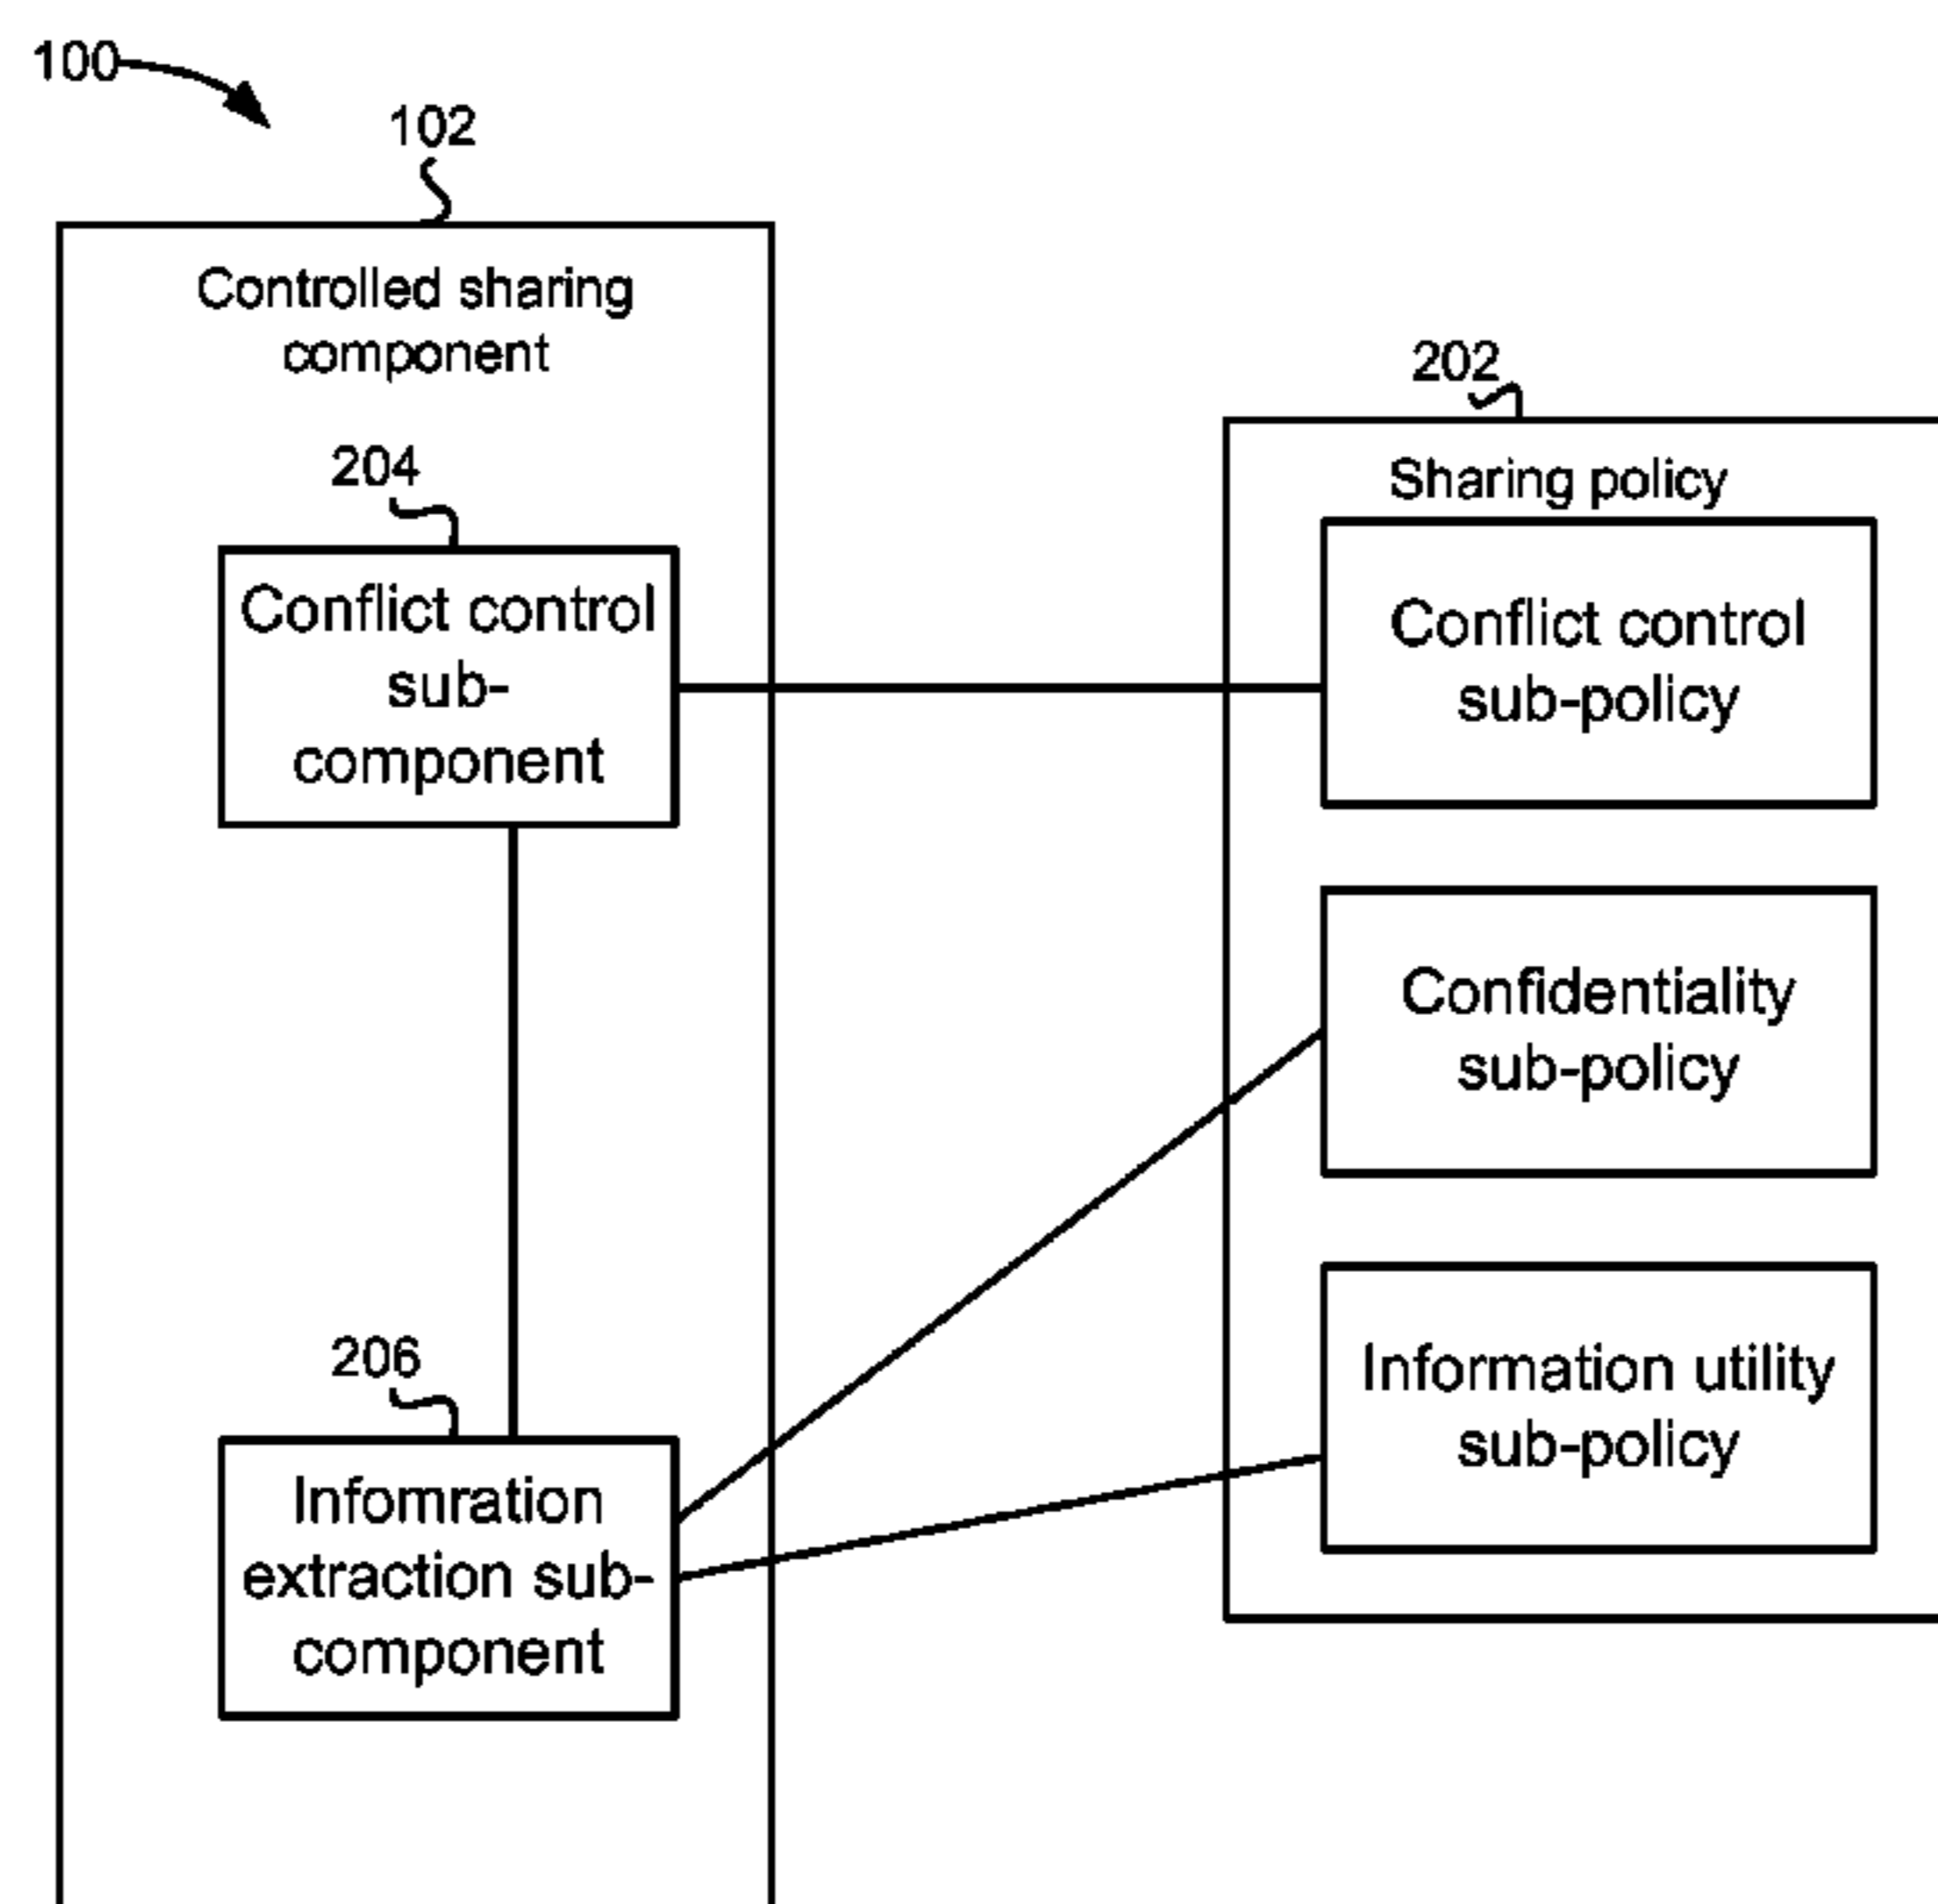 100
102
Controlled sharing
component
204
Conflict control
sub-
component
206
Infomration
extraction sub-
component
202
Sharing policy
Conflict control
sub-policy
Confidentiality
sub-policy
Information utility
sub-policy